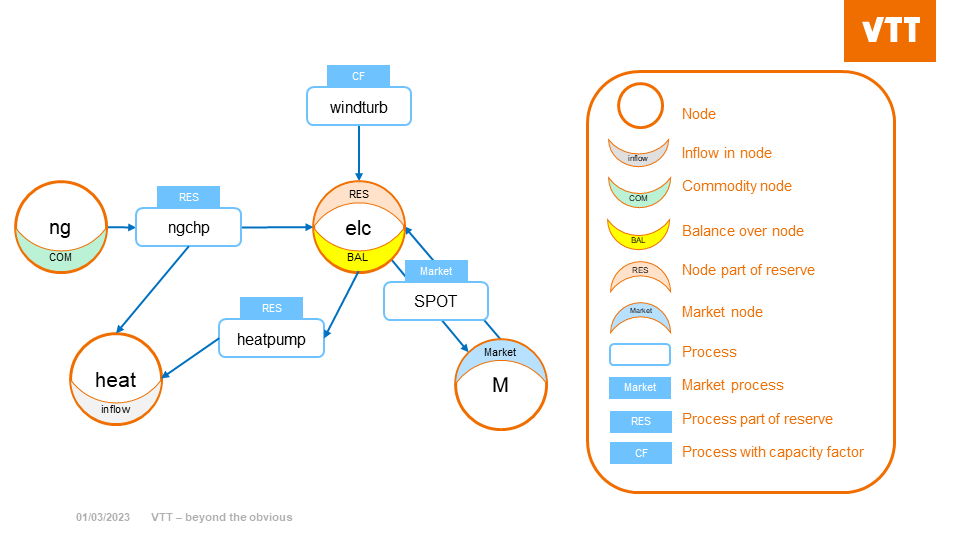 VTT
CF
windturb
RES
ngchp
ng
COM
RES
elc
BAL
Market
SPOT
RES
heatpump
heat
inflow
Market
M
Node
inflow
Inflow in node
COM
Commodity node
BAL
Balance over node
RES
Node part of reserve
Market
Market node
Process
Market
Market process
RES
Process part of reserve
CF
Process with capacity factor
01/03/2023 VTT – beyond the obvious